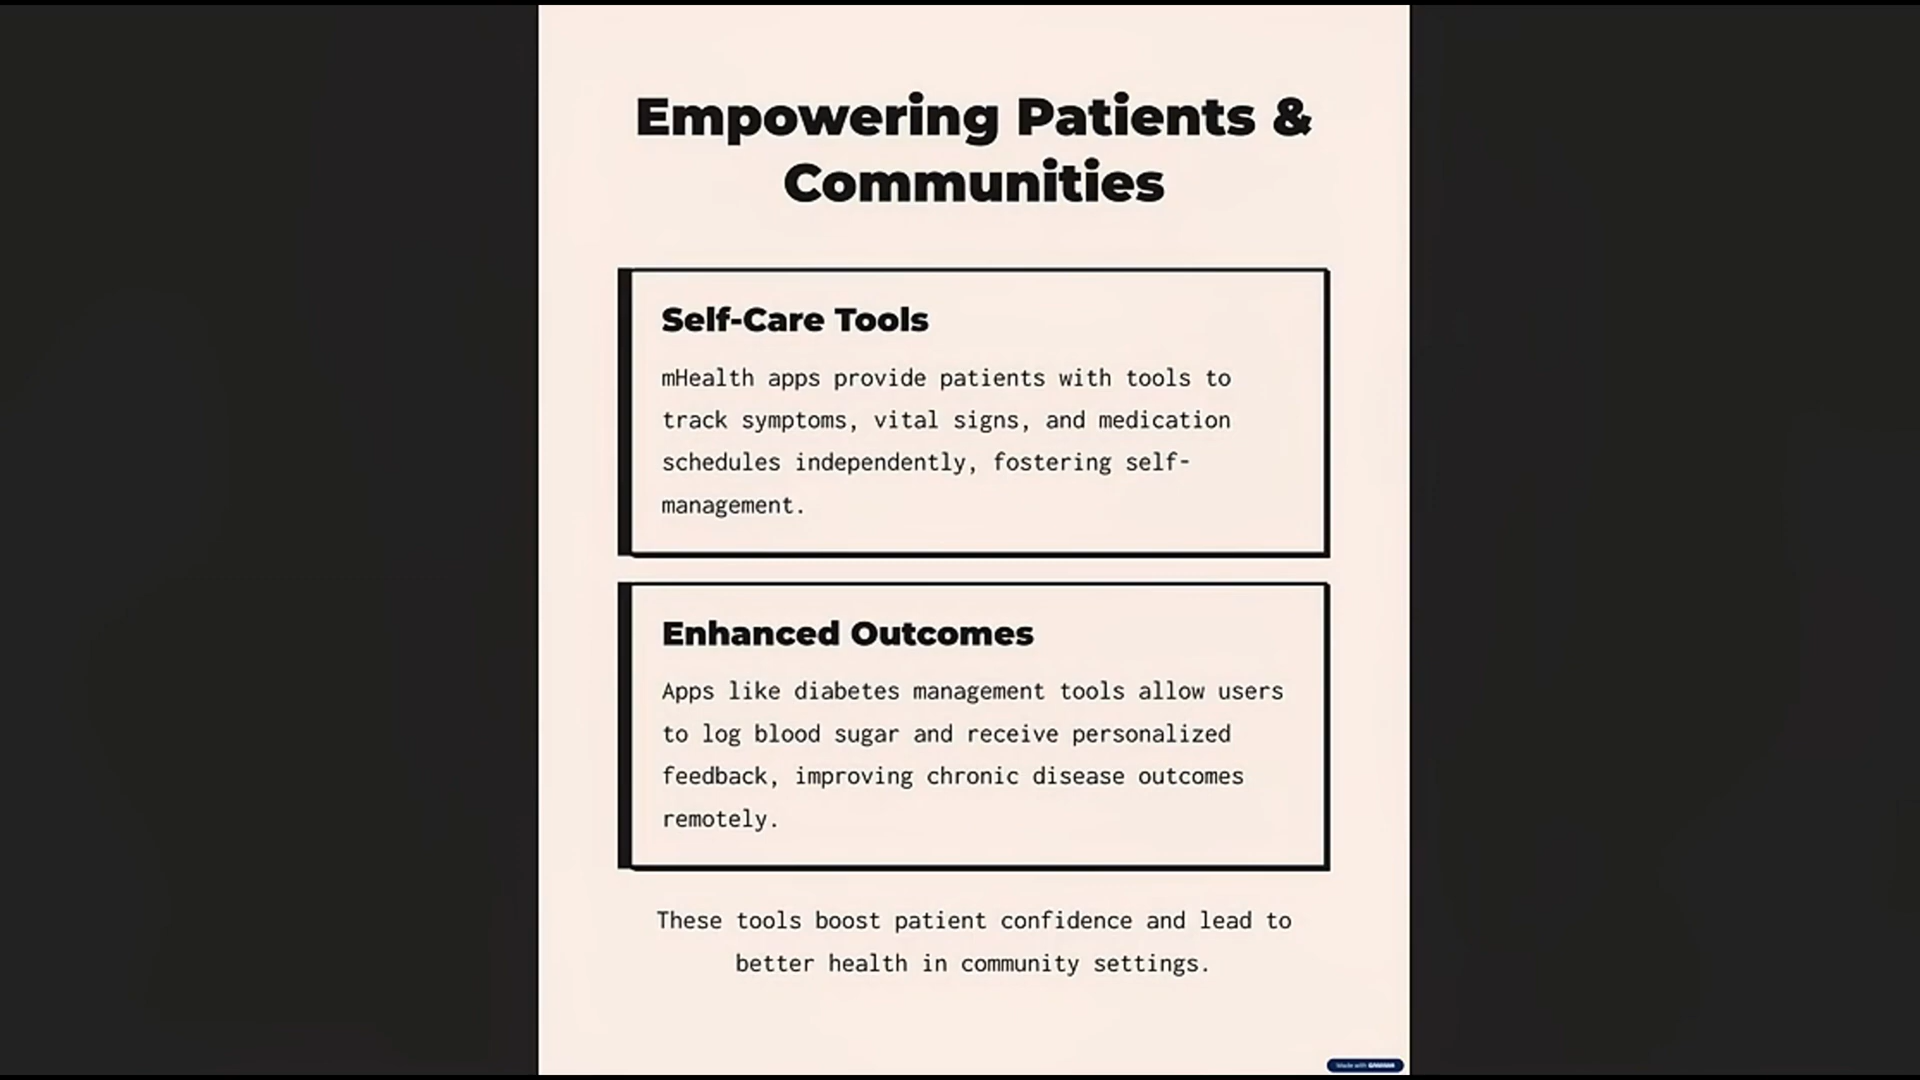 Empowering Patients &
Communities
Self-Care Tools
mHealth apps provide patients with tools to
track symptoms, vital signs, and medication
schedules independently, fostering self-
management.
Enhanced Outcomes
Apps like diabetes management tools allow users
to log blood sugar and receive personalized
feedback, improving chronic disease outcomes
remotely.
These tools boost patient confidence and lead to
better health in community settings.
Made with GAMMA